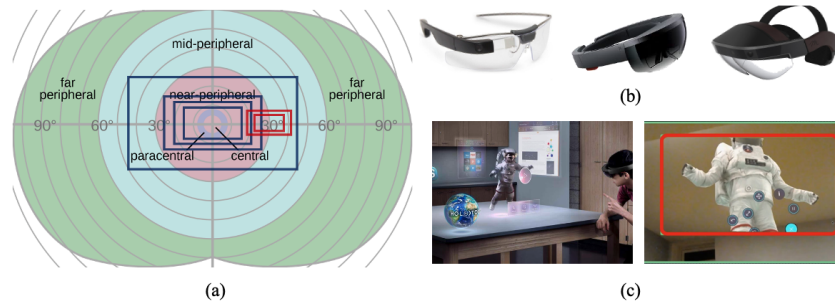 mid-peripheral
far
peripheral
far
peripheral
near-peripheral
90°
60°
30°
30°
60°
90°
paracentral
central
(a)
(b)
(c)